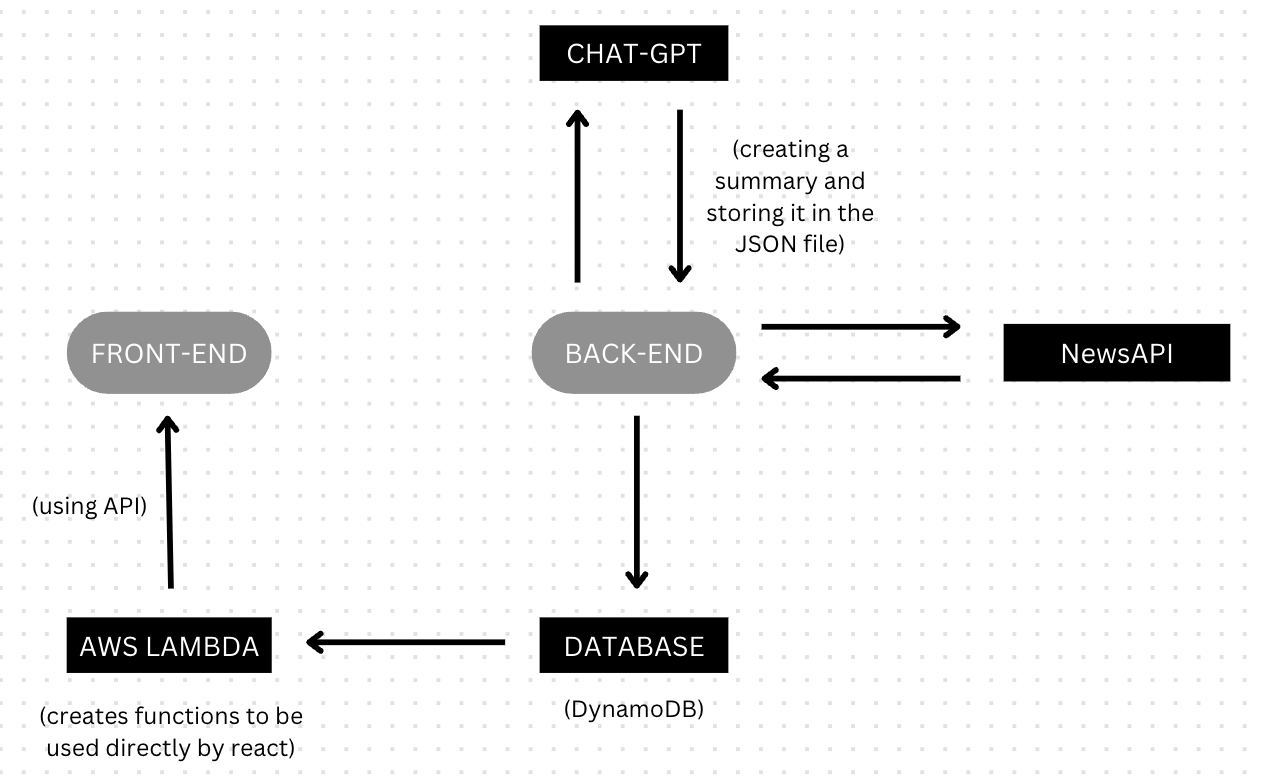 CHAT-GPT
(creating a
summary and
storing it in the
JSON file)
FRONT-END
BACK-END
NewsAPI
(using API)
AWS LAMBDA
DATABASE
(creates functions to be
used directly by react)
(DynamoDB)